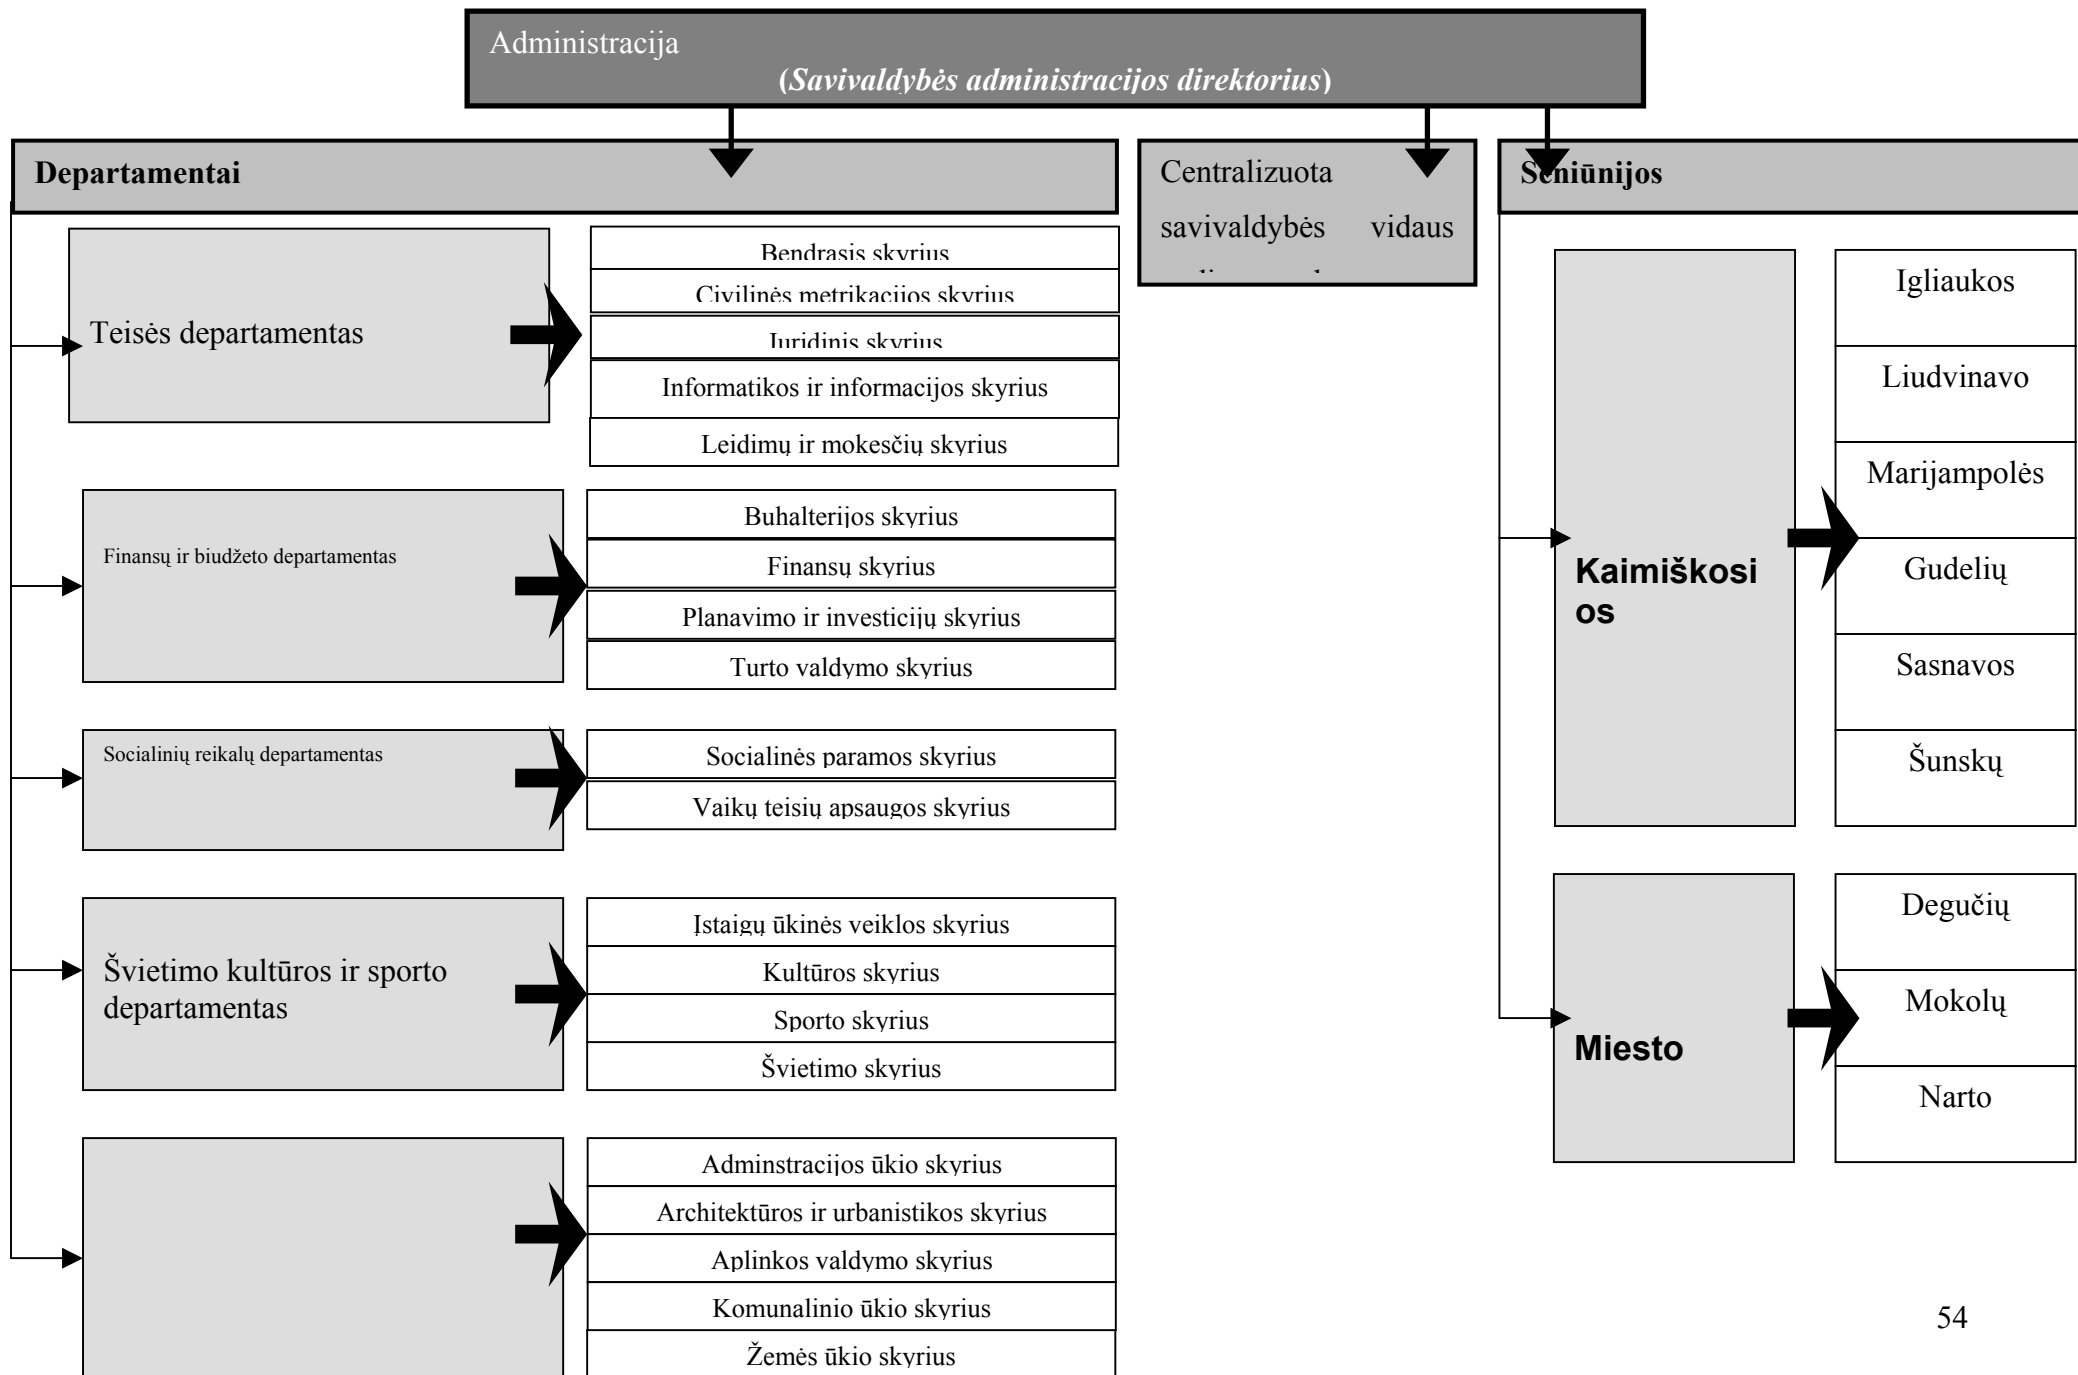 Administracija
(Savivaldybės administracijos direktorius)
Departamentai
Centralizuota
savivaldybės vidaus
Seniūnijos
Teisės departamentas
Bendrasis skyrius
Civilinės metrikacijos skyrius
Juridinis skyrius
Informatikos ir informacijos skyrius
Leidimų ir mokesčių skyrius
Finansų ir biudžeto departamentas
Buhalterijos skyrius
Finansų skyrius
Planavimo ir investicijų skyrius
Turto valdymo skyrius
Socialinių reikalų departamentas
Socialinės paramos skyrius
Vaikų teisių apsaugos skyrius
Švietimo kultūros ir sporto
departamentas
Įstaigų ūkinės veiklos skyrius
Kultūros skyrius
Sporto skyrius
Švietimo skyrius
Adminstracijos ūkio skyrius
Architektūros ir urbanistikos skyrius
Aplinkos valdymo skyrius
Komunalinio ūkio skyrius
Žemės ūkio skyrius
Kaimiškosi
os
Igliaukos
Liudvinavo
Marijampolės
Gudelių
Sasnavos
Šunskų
Miesto
Degučių
Mokolų
Narto
54